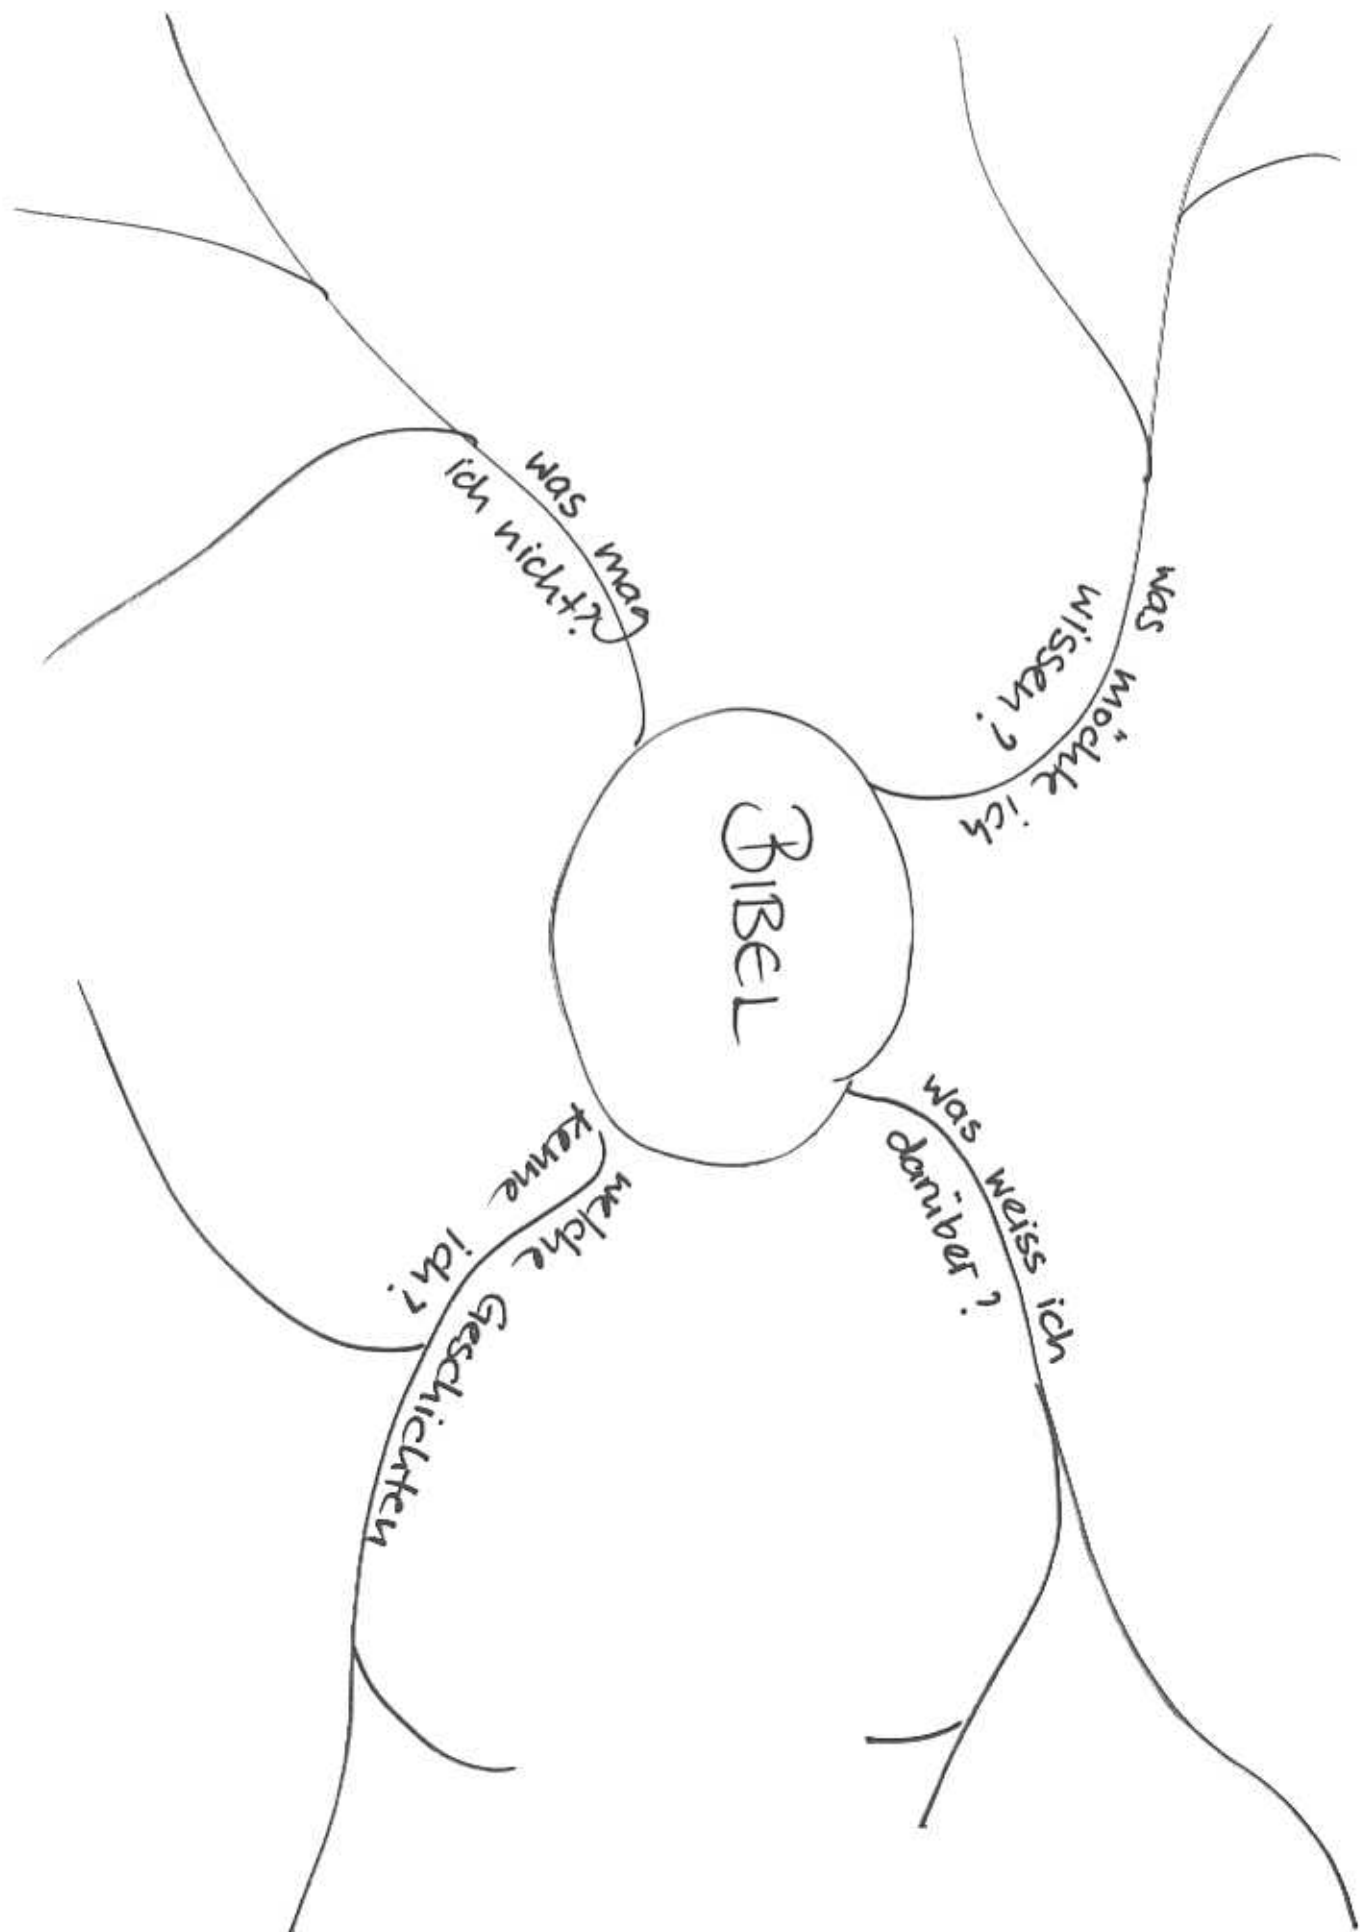 BIBEL
was mag
ich nicht?
was möchte ich
wissen?
was weiss ich
darüber?
welche Geschichten
kenne ich?